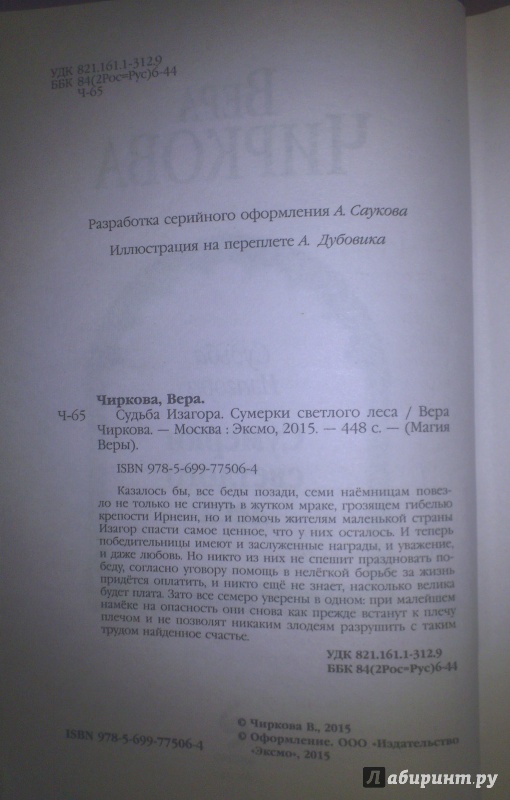 УДК 821.161.1-312.9
ББК 84(2Рос=Рус)6-44
Ч-65
Вера
Чиркова
Разработка серийного оформления А. Саукова
Иллюстрация на переплете А. Дубовика
Чиркова, Вера.
Ч-65 Судьба Изагора. Сумерки светлого леса / Вера
Чиркова. — Москва : Эксмо, 2015. — 448 с. — (Магия
Веры).
ISBN 978-5-699-77506-4
Казалось бы, все беды позади, семи наёмницам повез-
ло не только не сгинуть в жутком мраке, грозящем гибелью
крепости Ирнеин, но и помочь жителям маленькой страны
Изагор спасти самое ценное, что у них осталось. И теперь
победительницы имеют и заслуженные награды, и уважение,
и даже любовь. Но никто из них не спешит праздновать по-
беду, согласно уговору помощь в нелёгкой борьбе за жизнь
придётся оплатить, и никто ещё не знает, насколько велика
будет плата. Зато все семеро уверены в одном: при малейшем
намёке на опасность они снова как прежде встанут к плечу
плечом и не позволят никаким злодеям разрушить с таким
трудом найденное счастье.
УДК 821.161.1-312.9
ББК 84(2Рос=Рус)6-44
© Чиркова В., 2015
ISBN 978-5-699-77506-4 © Оформление. ООО «Издательство
«Эксмо», 2015
Лабиринт.ру